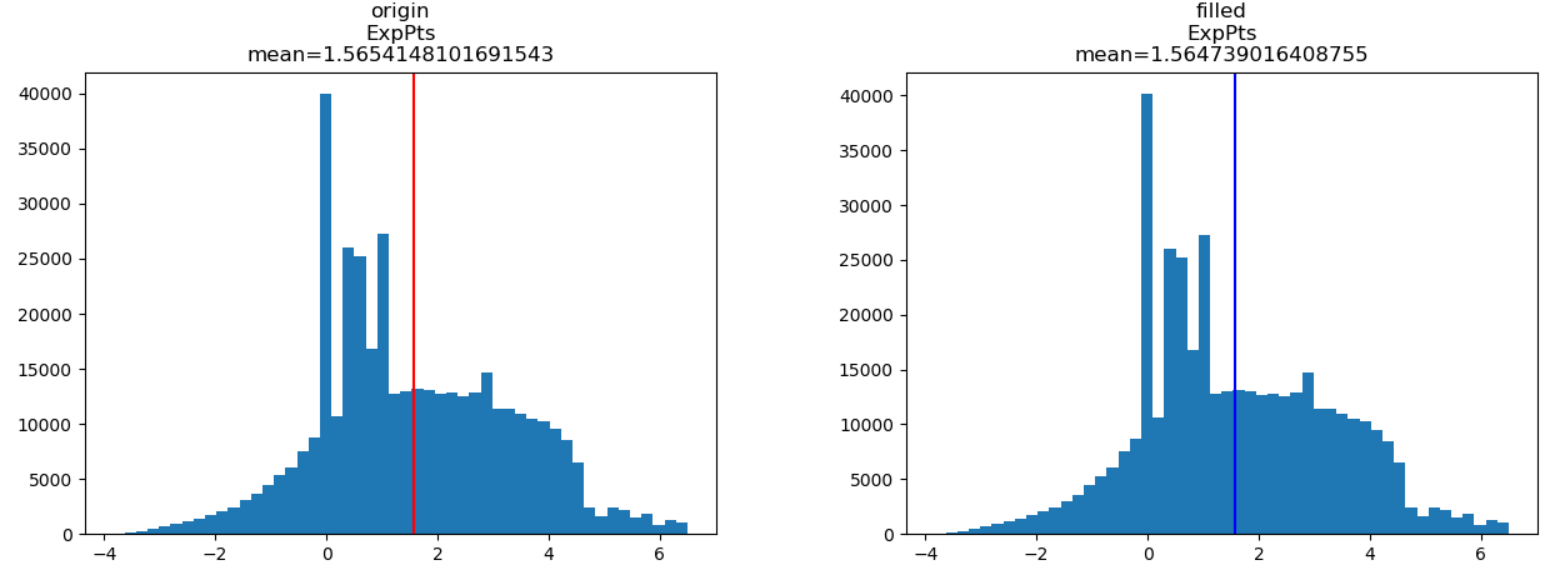 origin
ExpPts
mean=1.5654148101691543
40000
35000
30000
25000
20000
15000
10000
5000
0
−4 −2 0 2 4 6
filled
ExpPts
mean=1.564739016408755
40000
35000
30000
25000
20000
15000
10000
5000
0
−4 −2 0 2 4 6